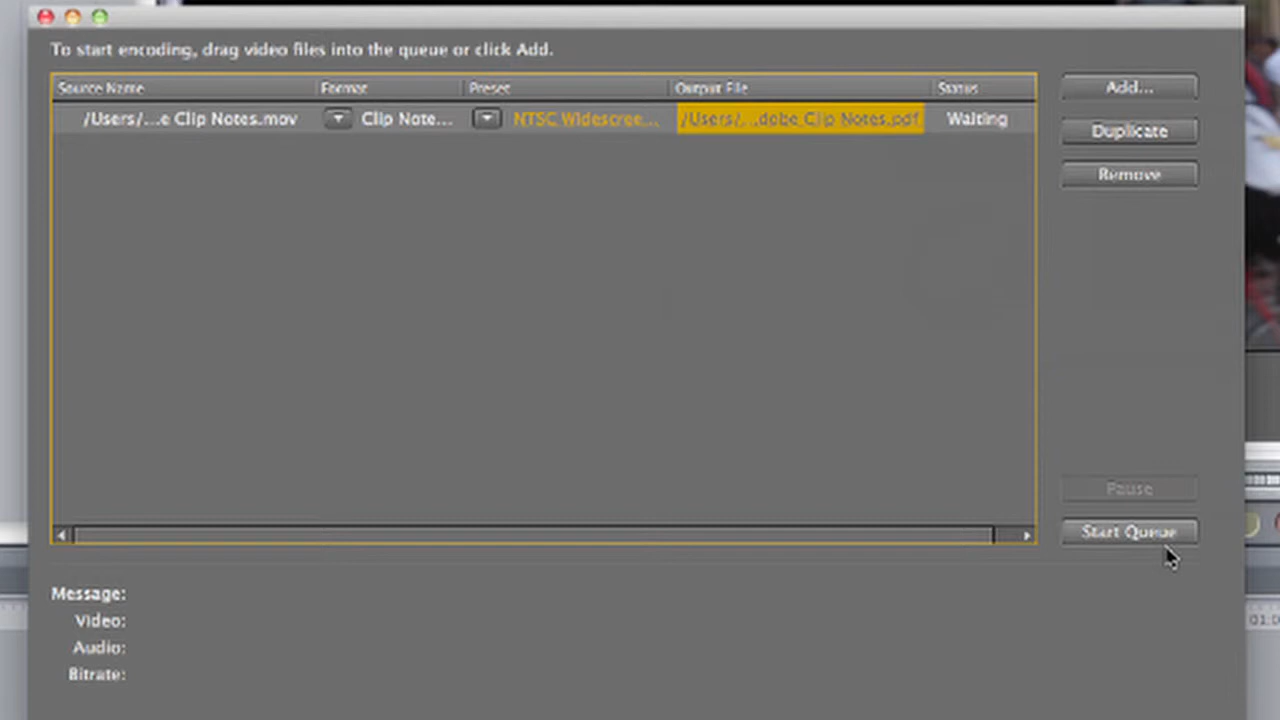 To start encoding, drag video files into the queue or click Add.
Source Name Format Preset Output File Status
/Users/...e Clip Notes.mov Clip Note... NTSC Widescree... /Users/...dobe Clip Notes.pdf Waiting
Add...
Duplicate
Remove
Pause
Start Queue
Message:
Video:
Audio:
Bitrate: